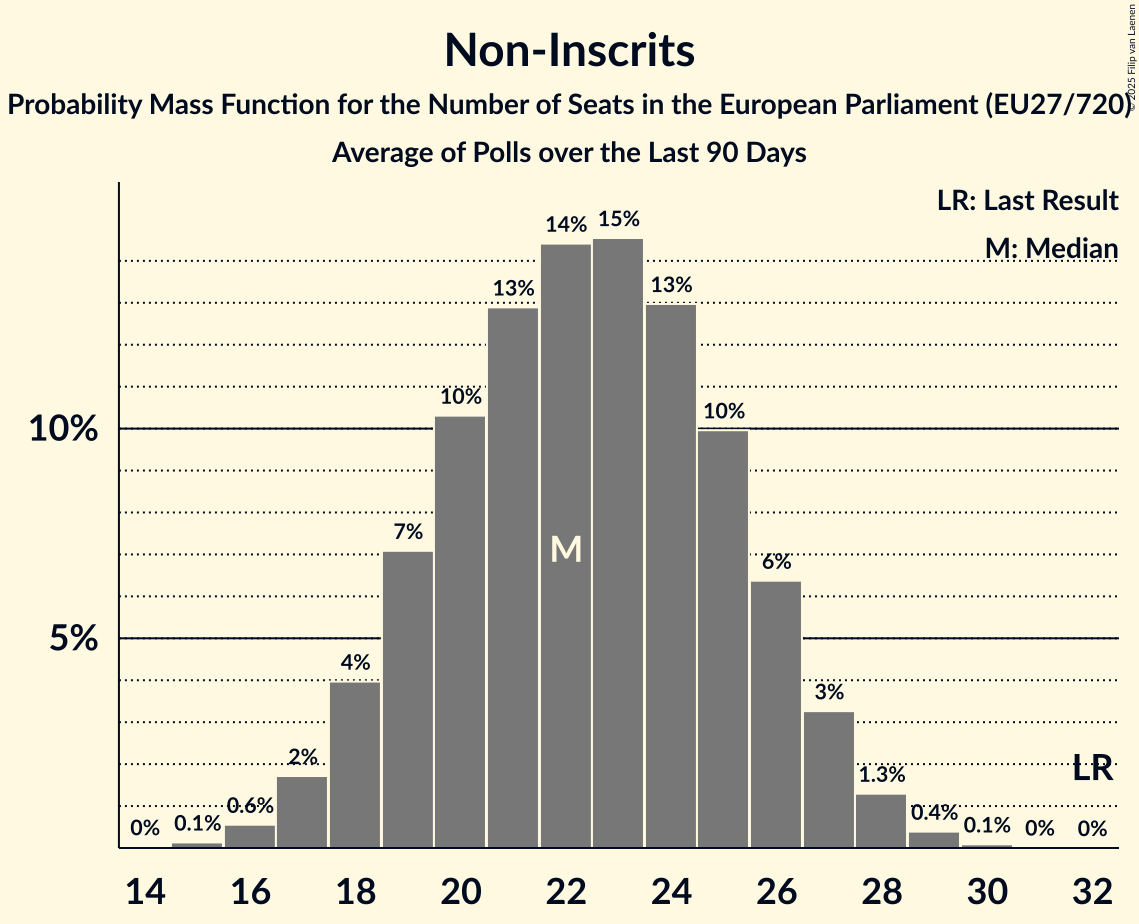 Non-Inscrits
Probability Mass Function for the Number of Seats in the European Parliament (EU27/720)
Average of Polls over the Last 90 Days
© 2025 Filip van Laenen
LR: Last Result
M: Median
15%
14%
13%
13%
10%
10%
10%
7%
M
6%
5%
4%
3%
2%
LR
1.3%
0.6%
0.4%
0% 0.1% 0.1% 0% 0%
14 16 18 20 22 24 26 28 30 32